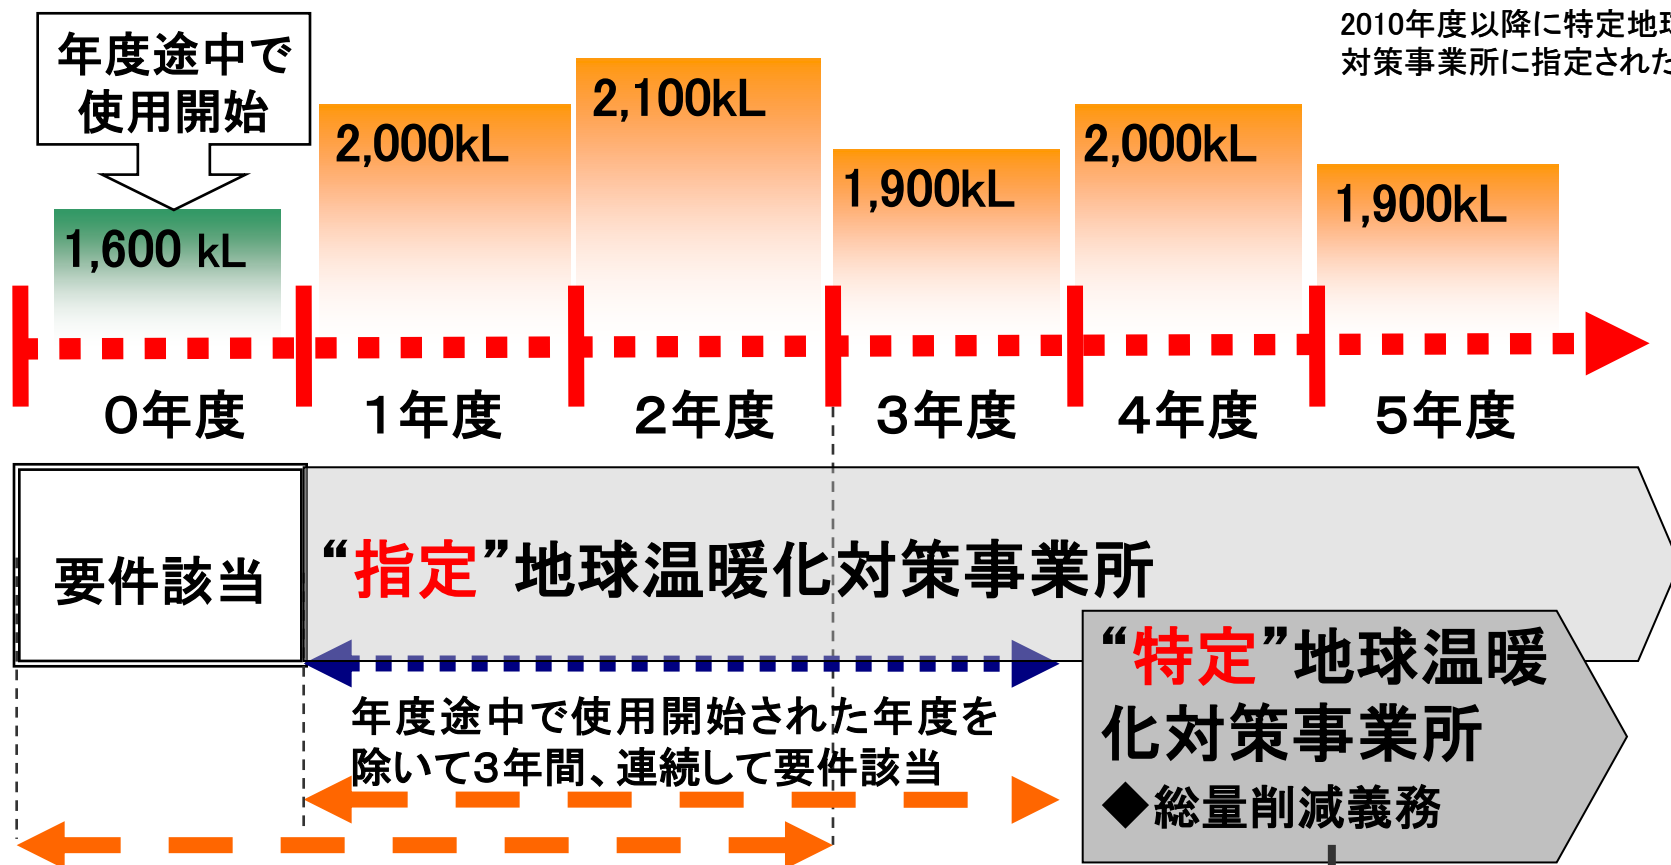 2010年度以降に特定地球
対策事業所に指定された
年度途中で
使用開始
1,600 kL
2,000kL
2,100kL
1,900kL
2,000kL
1,900kL
0年度
1年度
2年度
3年度
4年度
5年度
要件該当
“指定”地球温暖化対策事業所
年度途中で使用開始された年度を
除いて3年間、連続して要件該当
“特定”地球温暖
化対策事業所
◆総量削減義務